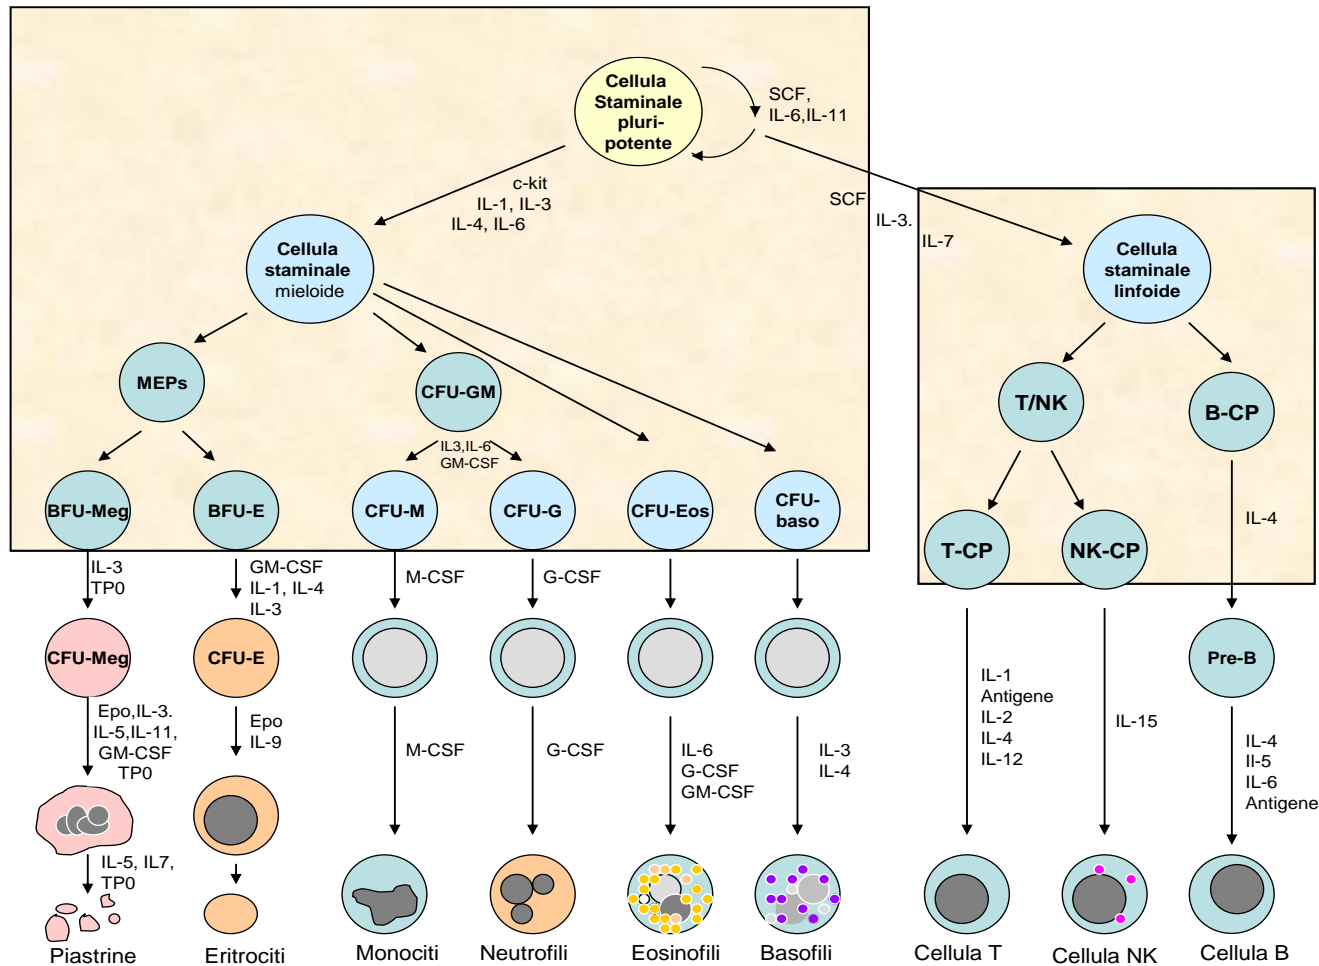 Cellula
Staminale
pluri-
potente
SCF,
IL-6,IL-11
c-kit
IL-1, IL-3
IL-4, IL-6
SCF
IL-3.
IL-7
Cellula
staminale
mieloide
Cellula
staminale
linfoide
MEPs
CFU-GM
T/NK
B-CP
IL3,IL-6
GM-CSF
BFU-Meg
BFU-E
CFU-M
CFU-G
CFU-Eos
CFU-
baso
T-CP
NK-CP
IL-4
IL-3
TP0
GM-CSF
IL-1, IL-4
IL-3
M-CSF
G-CSF
CFU-Meg
CFU-E
Pre-B
Epo,IL-3.
IL-5,IL-11,
GM-CSF
TP0
Epo
IL-9
M-CSF
G-CSF
IL-6
G-CSF
GM-CSF
IL-3
IL-4
IL-1
Antigene
IL-2
IL-4
IL-12
IL-15
IL-4
Il-5
IL-6
Antigene
IL-5, IL7,
TP0
Piastrine
Eritrociti
Monociti
Neutrofili
Eosinofili
Basofili
Cellula T
Cellula NK
Cellula B